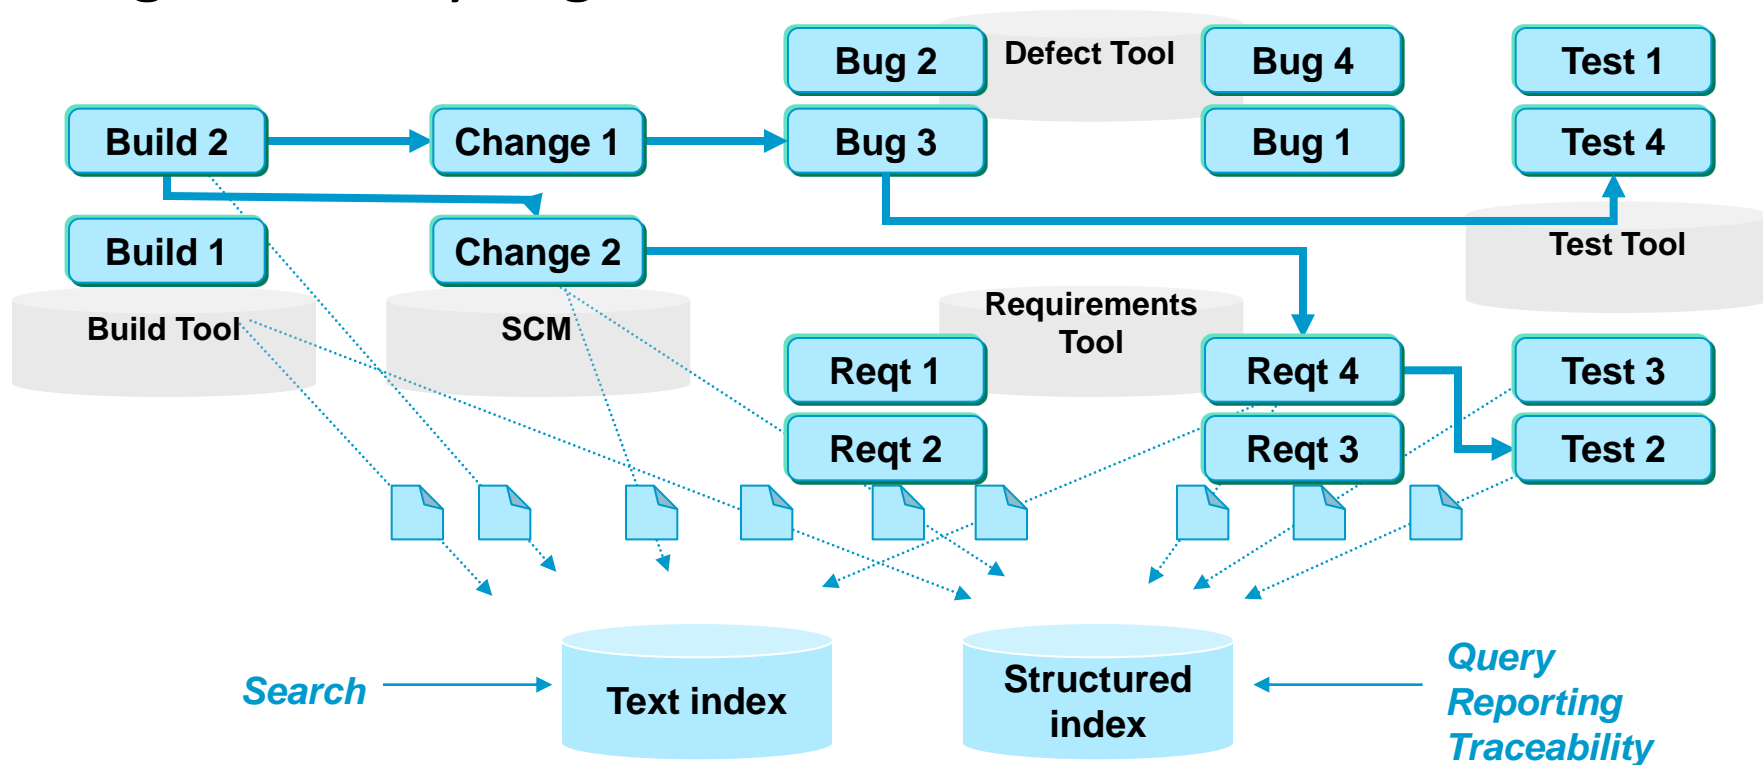 Bug 2
Defect Tool
Bug 4
Test 1
Build 2
Change 1
Bug 3
Bug 1
Test 4
Build 1
Change 2
Test Tool
Build Tool
SCM
Requirements
Tool
Reqt 1
Reqt 4
Test 3
Reqt 2
Reqt 3
Test 2
Search
Text index
Structured
index
Query
Reporting
Traceability